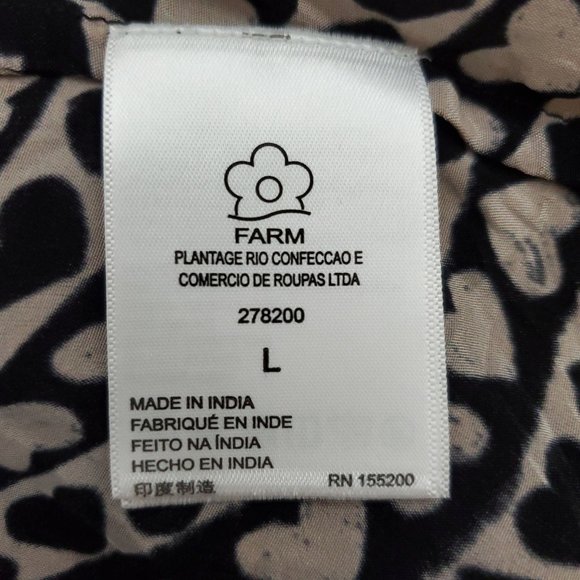 FARM
PLANTAGE RIO CONFECCAO E
COMERCIO DE ROUPAS LTDA
278200
L
MADE IN INDIA
FABRIQUÉ EN INDE
FEITO NA ÍNDIA
HECHO EN INDIA
印度制造 RN 155200